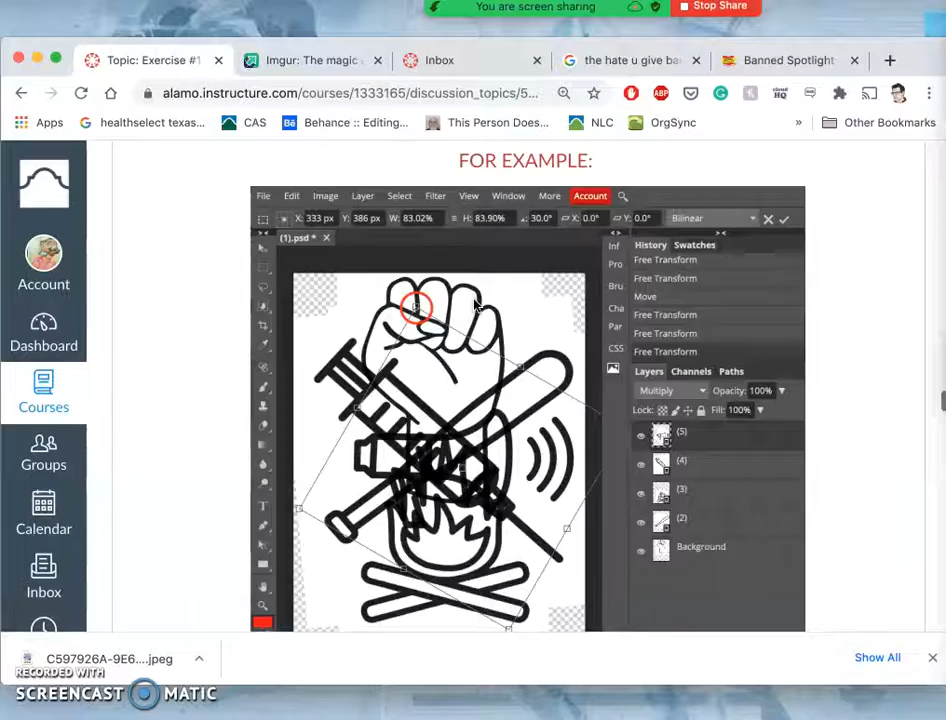 You are screen sharing Stop Share
Topic: Exercise #1 Imgur: The magic Inbox the hate u give ba Banned Spotlight
alamo.instructure.com/courses/1333165/discussion_topics/5...
ABP cloud HQ
Apps healthselect texas... CAS Behance :: Editing... This Person Does... NLC OrgSync » Other Bookmarks
FOR EXAMPLE:
File Edit Image Layer Select Filter View Window More Account
X: 333 px Y: 386 px W: 83.02% H: 83.90% 30.0° X: 0.0° Y: 0.0° Bilinear
(1).psd *
Inf
Pro
Bru
Cha
Par
CSS
History Swatches
Free Transform
Free Transform
Move
Free Transform
Free Transform
Free Transform
Layers Channels Paths
Multiply Opacity: 100%
Lock: Fill: 100%
(5)
(4)
(3)
(2)
Background
Account
Dashboard
Courses
Groups
Calendar
Inbox
C597926A-9E6....jpeg
Show All
RECORDED WITH
SCREENCAST MATIC